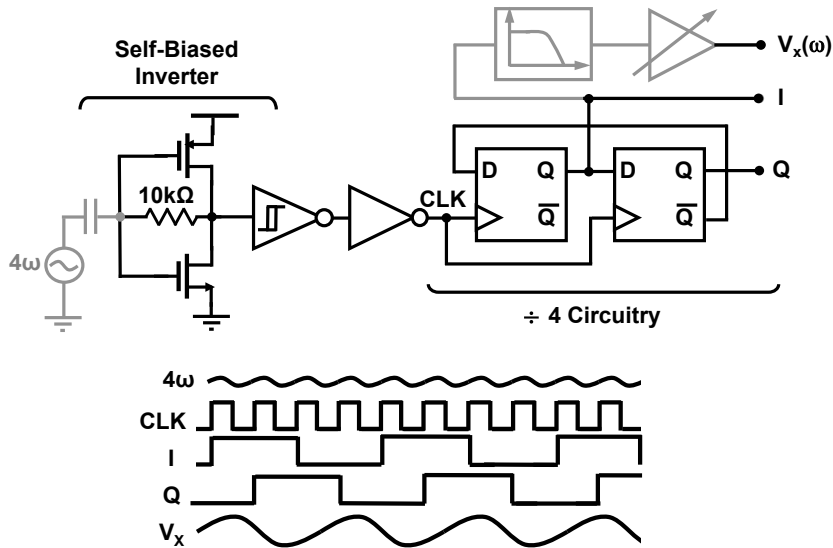 Self-Biased
Inverter
10kΩ
4ω
CLK
D Q
Q
D Q
Q
Vx(ω)
I
Q
÷ 4 Circuitry
4ω
CLK
I
Q
Vx